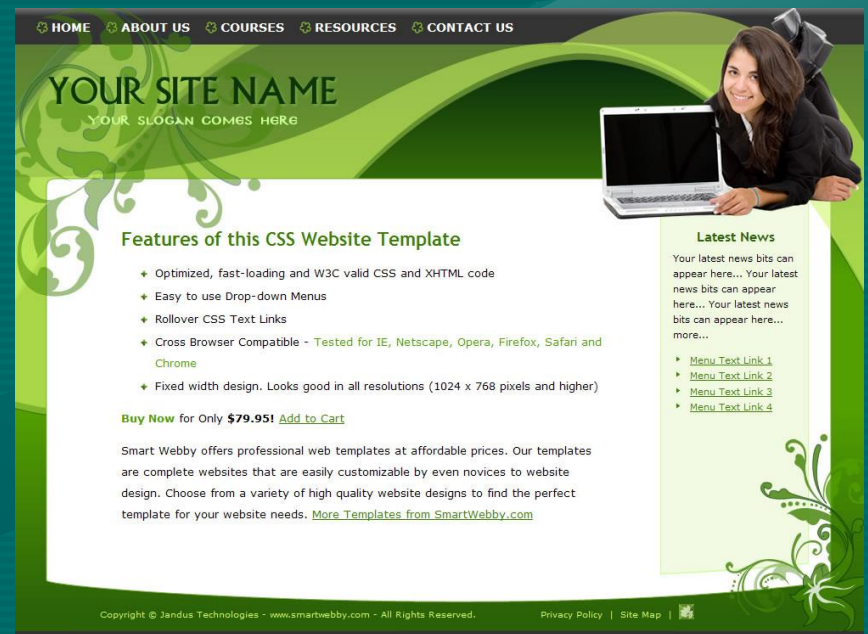 HOME ABOUT US COURSES RESOURCES CONTACT US
YOUR SITE NAME
YOUR SLOGAN COMES HERE
Features of this CSS Website Template
Optimized, fast-loading and W3C valid CSS and XHTML code
Easy to use Drop-down Menus
Rollover CSS Text Links
Cross Browser Compatible - Tested for IE, Netscape, Opera, Firefox, Safari and
Chrome
Fixed width design. Looks good in all resolutions (1024 x 768 pixels and higher)
Buy Now for Only $79.95! Add to Cart
Smart Webby offers professional web templates at affordable prices. Our templates
are complete websites that are easily customizable by even novices to website
design. Choose from a variety of high quality website designs to find the perfect
template for your website needs. More Templates from SmartWebby.com
Latest News
Your latest news bits can
appear here... Your latest
news bits can appear
here... Your latest news
bits can appear here...
more...
Menu Text Link 1
Menu Text Link 2
Menu Text Link 3
Menu Text Link 4
Copyright © Jandus Technologies - www.smartwebby.com - All Rights Reserved.
Privacy Policy | Site Map |